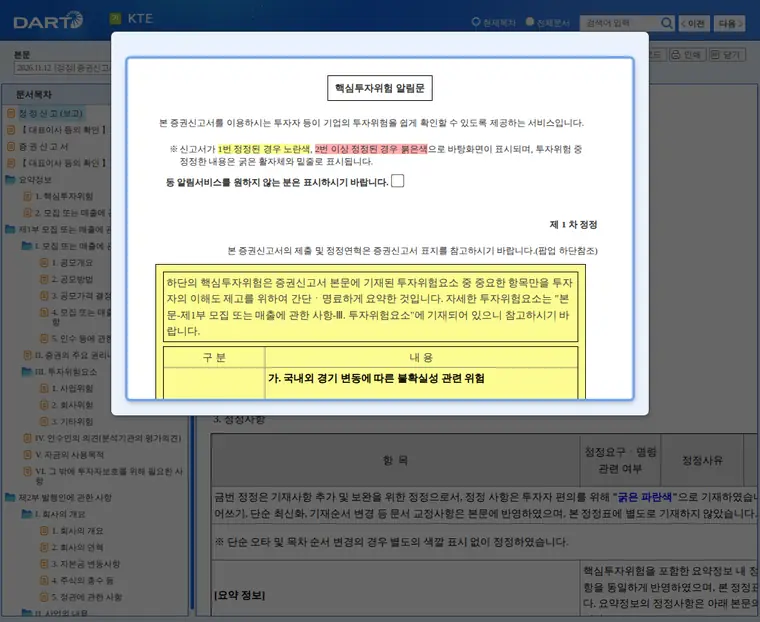 DART
KTE
현재목차
현재문서
검색어 입력
이전
다음
본문
2026.11.12 [정정] 증권신고
인쇄
닫기
문서목차
정 정 신 고 (보고)
【 대표이사 등의 확인 】
증 권 신 고 서
【 대표이사 등의 확인 】
요약정보
1. 핵심투자위험
2. 모집 또는 매출에
제1부 모집 또는 매출에 관
I. 모집 또는 매출에 관
1. 공모개요
2. 공모방법
3. 공모가격 결정
4. 모집 또는 매출
항
5. 인수 등에 관한
II. 증권의 주요 권리
III. 투자위험요소
1. 사업위험
2. 회사위험
3. 기타위험
IV. 인수인의 의견(분석기관의 평가의견)
V. 자금의 사용목적
VI. 그 밖에 투자자보호를 위해 필요한 사
항
제2부 발행인에 관한 사항
I. 회사의 개요
1. 회사의 개요
2. 회사의 연혁
3. 자본금 변동사항
4. 주식의 총수 등
5. 정관에 관한 사항
II. 사업의 내용
핵심투자위험 알림문
본 증권신고서를 이용하시는 투자자 등이 기업의 투자위험을 쉽게 확인할 수 있도록 제공하는 서비스입니다.
※ 신고서가 1번 정정된 경우 노란색, 2번 이상 정정된 경우 붉은색으로 바탕화면이 표시되며, 투자위험 중
정정한 내용은 굵은 활자체와 밑줄로 표시됩니다.
동 알림서비스를 원하지 않는 분은 표시하시기 바랍니다.
제 1 차 정정
본 증권신고서의 제출 및 정정연혁은 증권신고서 표지를 참고하시기 바랍니다.(팝업 하단참조)
하단의 핵심투자위험은 증권신고서 본문에 기재된 투자위험요소 중 중요한 항목만을 투자
자의 이해도 제고를 위하여 간단ㆍ명료하게 요약한 것입니다. 자세한 투자위험요소는 "본
문-제1부 모집 또는 매출에 관한 사항-Ⅲ. 투자위험요소"에 기재되어 있으니 참고하시기 바
랍니다.
구 분 내 용
가. 국내외 경기 변동에 따른 불확실성 관련 위험
3. 정정사항
항 목
정정요구ㆍ명령
관련 여부
정정사유
금번 정정은 기재사항 추가 및 보완을 위한 정정으로서, 정정 사항은 투자자 편의를 위해 "굵은 파란색"으로 기재하였습니
어쓰기, 단순 최신화, 기재순서 변경 등 문서 교정사항은 본문에 반영하였으며, 본 정정표에 별도로 기재하지 않았습니다.
※ 단순 오타 및 목차 순서 변경의 경우 별도의 색깔 표시 없이 정정하였습니다.
[요약 정보]
핵심투자위험을 포함한 요약정보 내 정
항을 동일하게 반영하였으며, 본 정정표
다. 요약정보의 정정사항은 아래 본문의